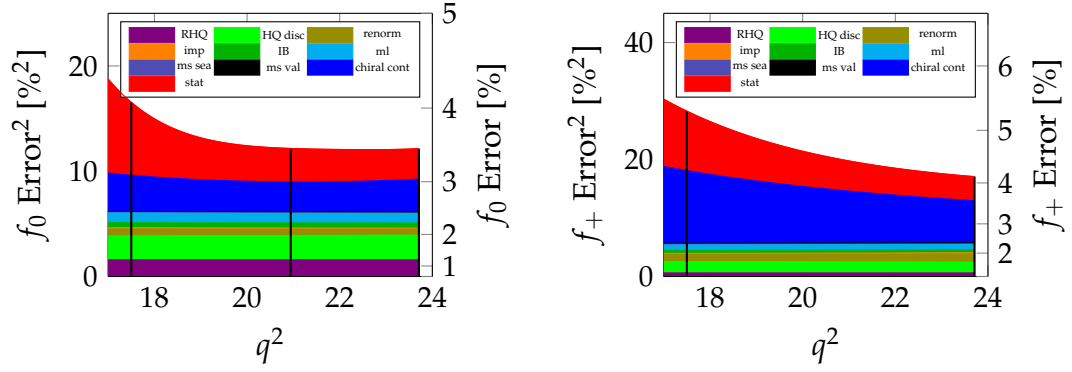 f₀ Error² [%²]
0
10
20
18
20
22
24
q²
1
2
3
4
5
f₀ Error [%]
RHQ HQ disc renorm
imp IB ml
ms sea ms val chiral cont
stat
f₊ Error² [%²]
0
20
40
18
20
22
24
q²
2
3
4
5
6
f₊ Error [%]
RHQ HQ disc renorm
imp IB ml
ms sea ms val chiral cont
stat